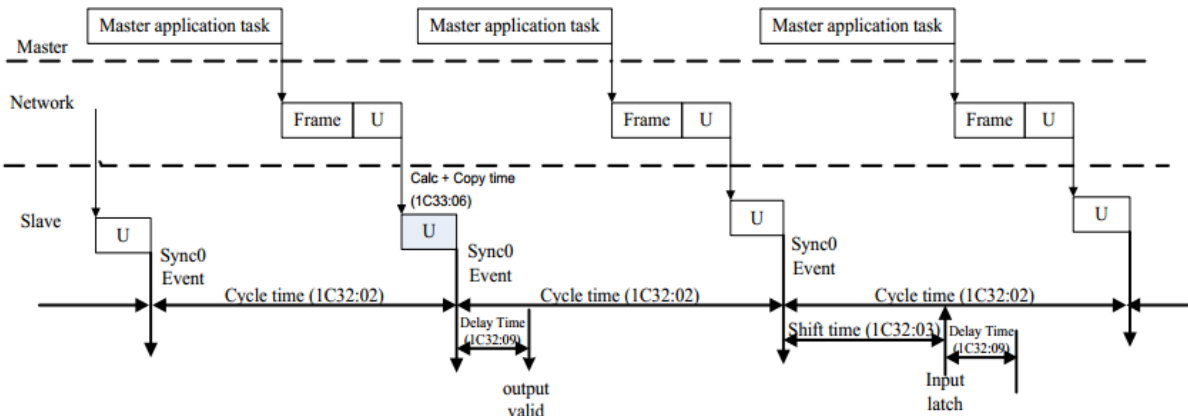 Master application task
Master application task
Master application task
Master
Network
Frame U
Frame U
Frame U
Calc + Copy time
(1C33:06)
Slave
U
U
U
U
Sync0
Event
Sync0
Event
Sync0
Event
Cycle time (1C32:02)
Cycle time (1C32:02)
Cycle time (1C32:02)
Delay Time
(1C32:09)
Shift time (1C32:03)
Delay Time
(1C32:09)
output
valid
Input
latch